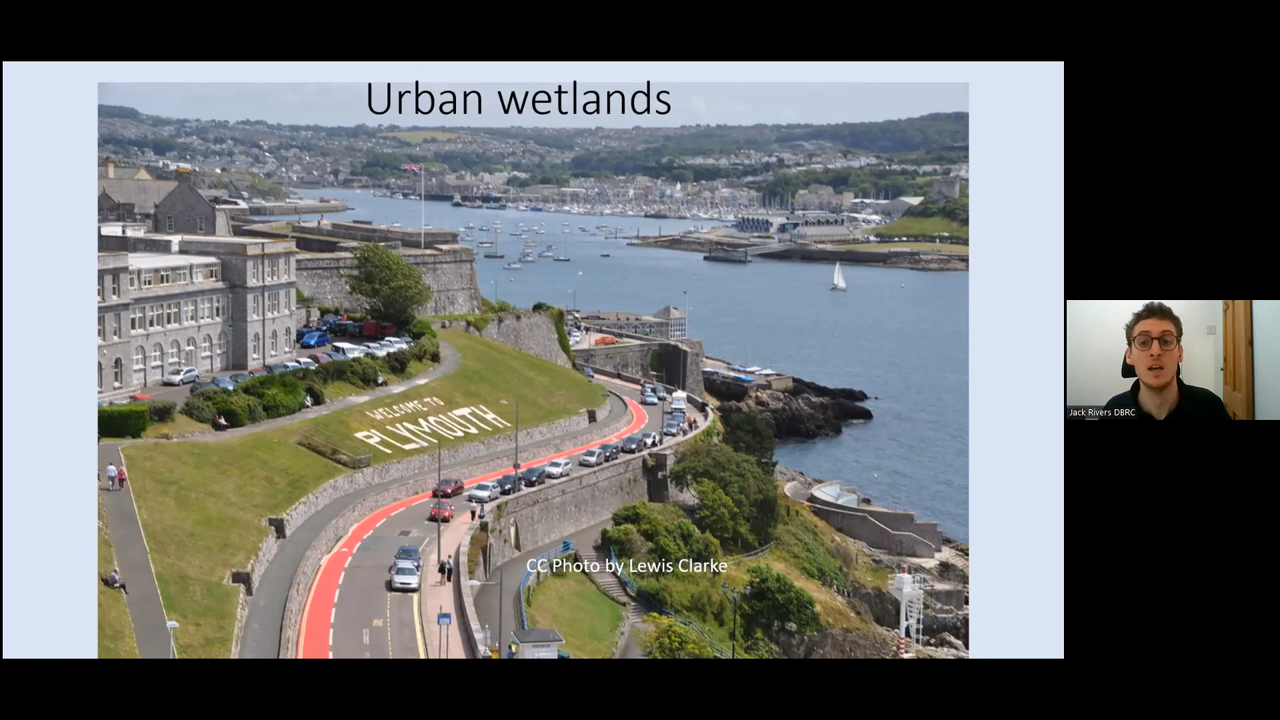 Urban wetlands
WELCOME TO
PLYMOUTH
CC Photo by Lewis Clarke
Jack Rivers DBRC